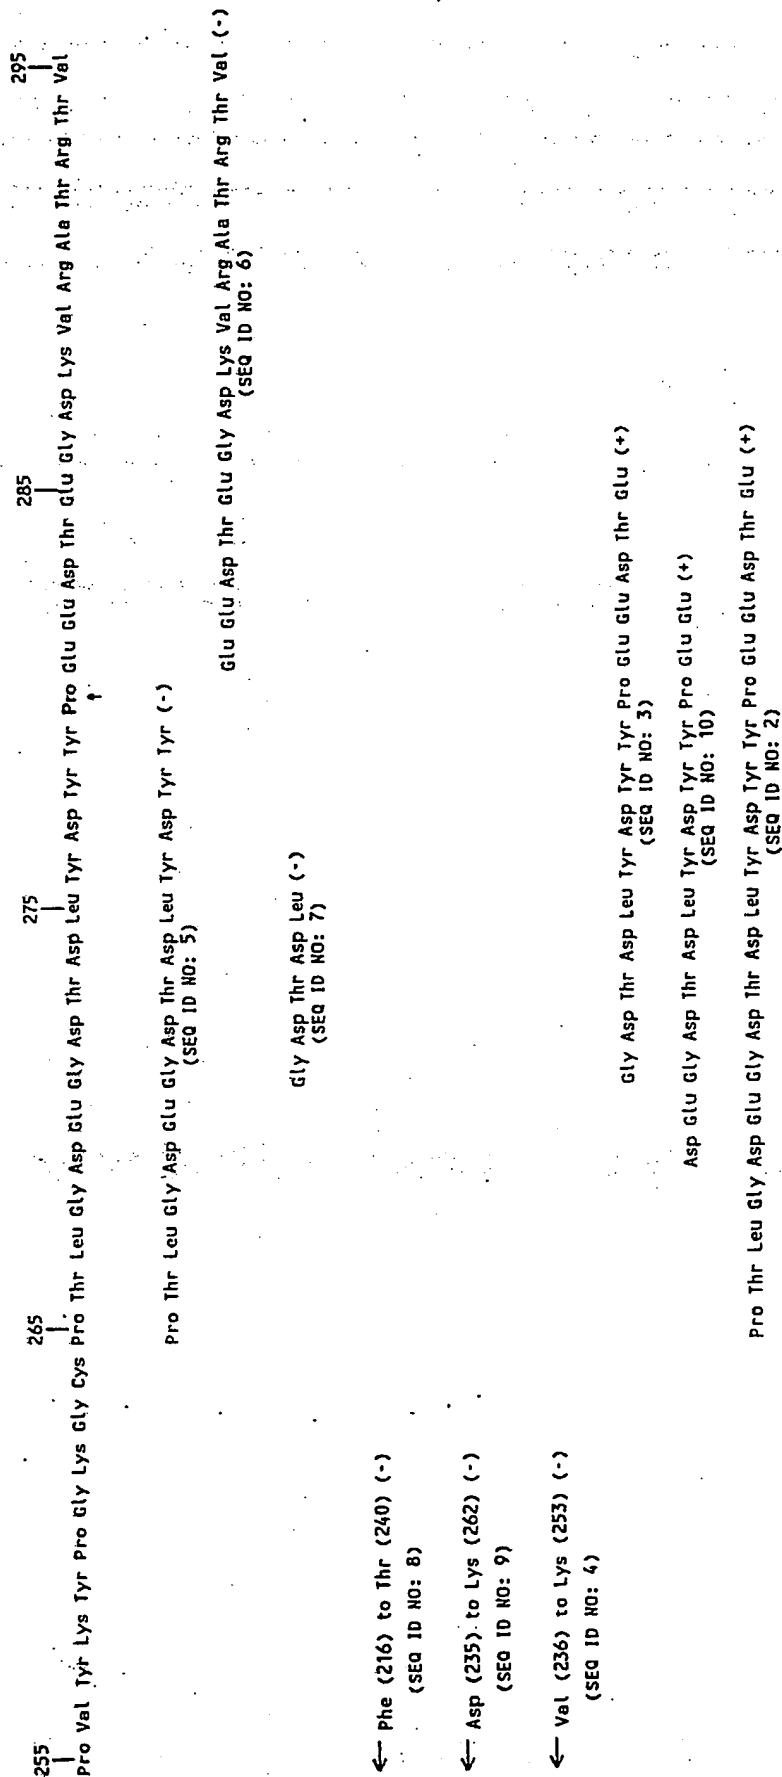 255 265 275 285 295
Pro Val Tyr Lys Tyr Pro Gly Lys Gly Cys Pro Thr Leu Gly Asp Glu Gly Asp Thr Asp Leu Tyr Asp Tyr Tyr Pro Glu Glu Asp Thr Glu Gly Asp Lys Val Arg Ala Thr Arg Thr Val
Pro Thr Leu Gly Asp Glu Gly Asp Thr Asp Leu Tyr Asp Tyr Tyr (-)
(SEQ ID NO: 5)
Glu Glu Asp Thr Glu Gly Asp Lys Val Arg Ala Thr Arg Thr Val (-)
(SEQ ID NO: 6)
Gly Asp Thr Asp Leu (-)
(SEQ ID NO: 7)
← Phe (216) to Thr (240) (-)
(SEQ ID NO: 8)
← Asp (235) to Lys (262) (-)
(SEQ ID NO: 9)
← Val (236) to Lys (253) (-)
(SEQ ID NO: 4)
Gly Asp Thr Asp Leu Tyr Asp Tyr Tyr Pro Glu Glu Asp Thr Glu (+)
(SEQ ID NO: 3)
Asp Glu Gly Asp Thr Asp Leu Tyr Asp Tyr Tyr Pro Glu Glu (+)
(SEQ ID NO: 10)
Pro Thr Leu Gly Asp Glu Gly Asp Thr Asp Leu Tyr Asp Tyr Tyr Pro Glu Glu Asp Thr Glu (+)
(SEQ ID NO: 2)